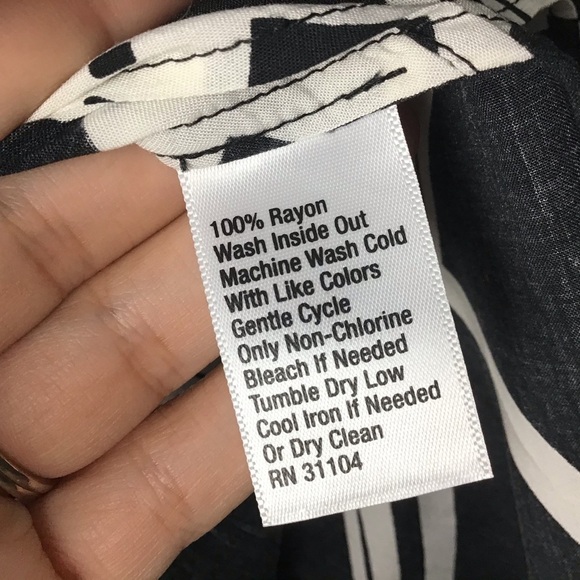 100% Rayon
Wash Inside Out
Machine Wash Cold
With Like Colors
Gentle Cycle
Only Non-Chlorine
Bleach If Needed
Tumble Dry Low
Cool Iron If Needed
Or Dry Clean
RN 31104